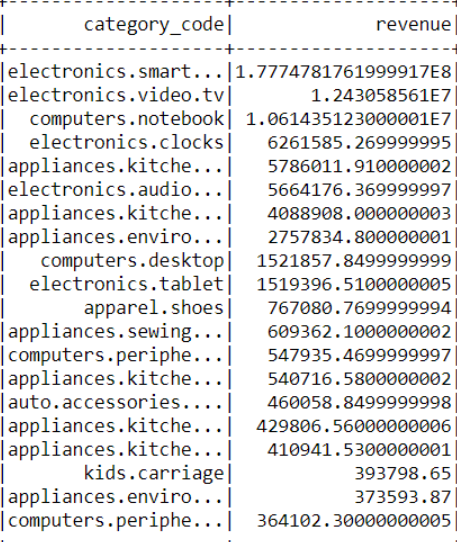 +--------------------+--------------------+
|       category_code|             revenue|
+--------------------+--------------------+
|electronics.smart...|1.7774781761999917E8|
|electronics.video.tv|       1.243058561E7|
|  computers.notebook| 1.061435123000001E7|
|  electronics.clocks|   6261585.269999995|
|appliances.kitche...|   5786011.910000002|
|electronics.audio...|   5664176.369999997|
|appliances.kitche...|   4088908.000000003|
|appliances.enviro...|   2757834.800000001|
|   computers.desktop|  1521857.8499999999|
|  electronics.tablet|  1519396.5100000005|
|       apparel.shoes|   767080.7699999994|
|appliances.sewing...|   609362.1000000002|
|computers.periphe...|   547935.4699999997|
|appliances.kitche...|   540716.5800000002|
|auto.accessories....|   460058.8499999998|
|appliances.kitche...|  429806.56000000006|
|appliances.kitche...|   410941.5300000001|
|       kids.carriage|           393798.65|
|appliances.enviro...|           373593.87|
|computers.periphe...|  364102.30000000005|